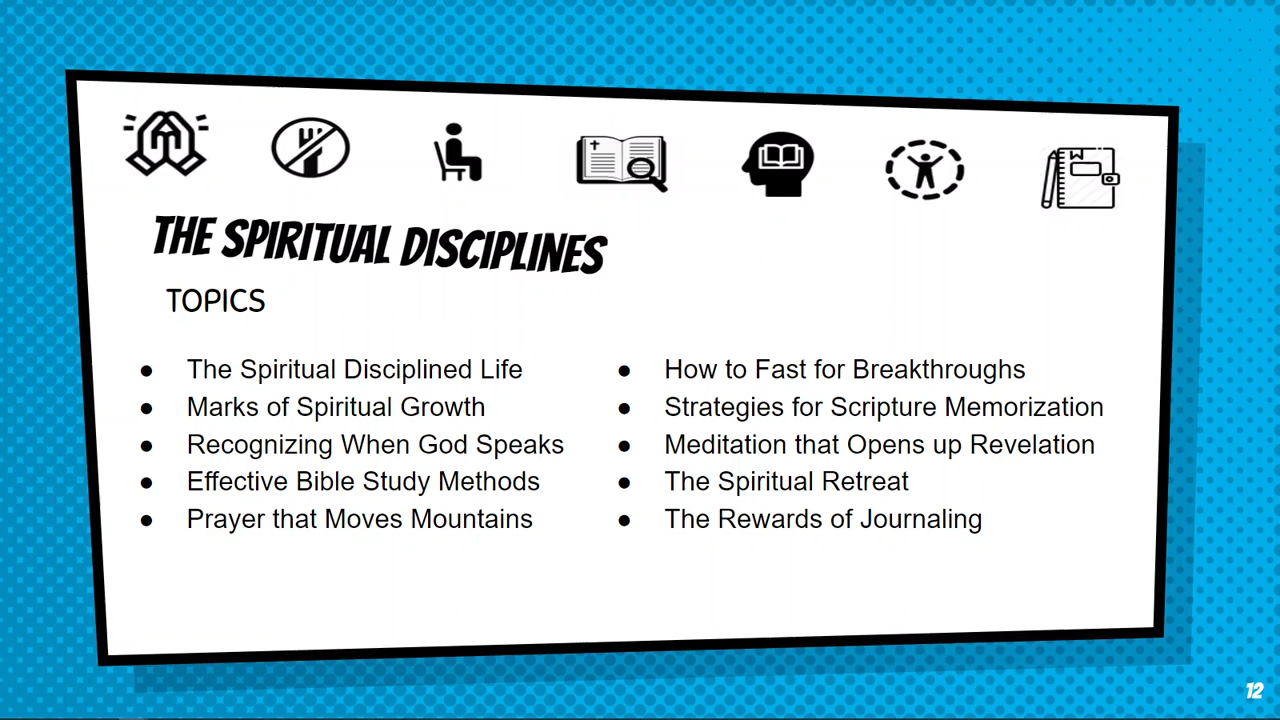 THE SPIRITUAL DISCIPLINES
TOPICS
● The Spiritual Disciplined Life
● Marks of Spiritual Growth
● Recognizing When God Speaks
● Effective Bible Study Methods
● Prayer that Moves Mountains
● How to Fast for Breakthroughs
● Strategies for Scripture Memorization
● Meditation that Opens up Revelation
● The Spiritual Retreat
● The Rewards of Journaling
12